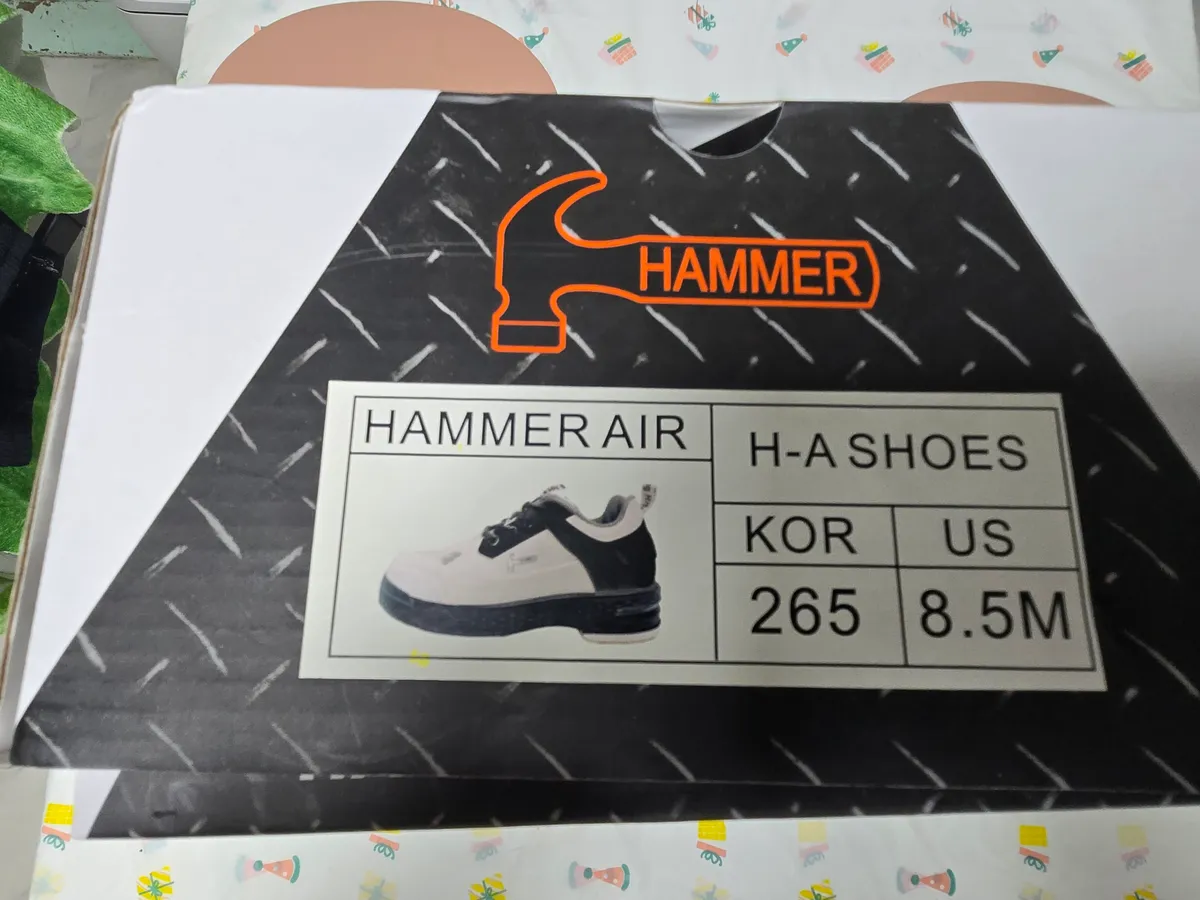 HAMMER
HAMMER AIR
H-A SHOES
KOR
US
265
8.5M